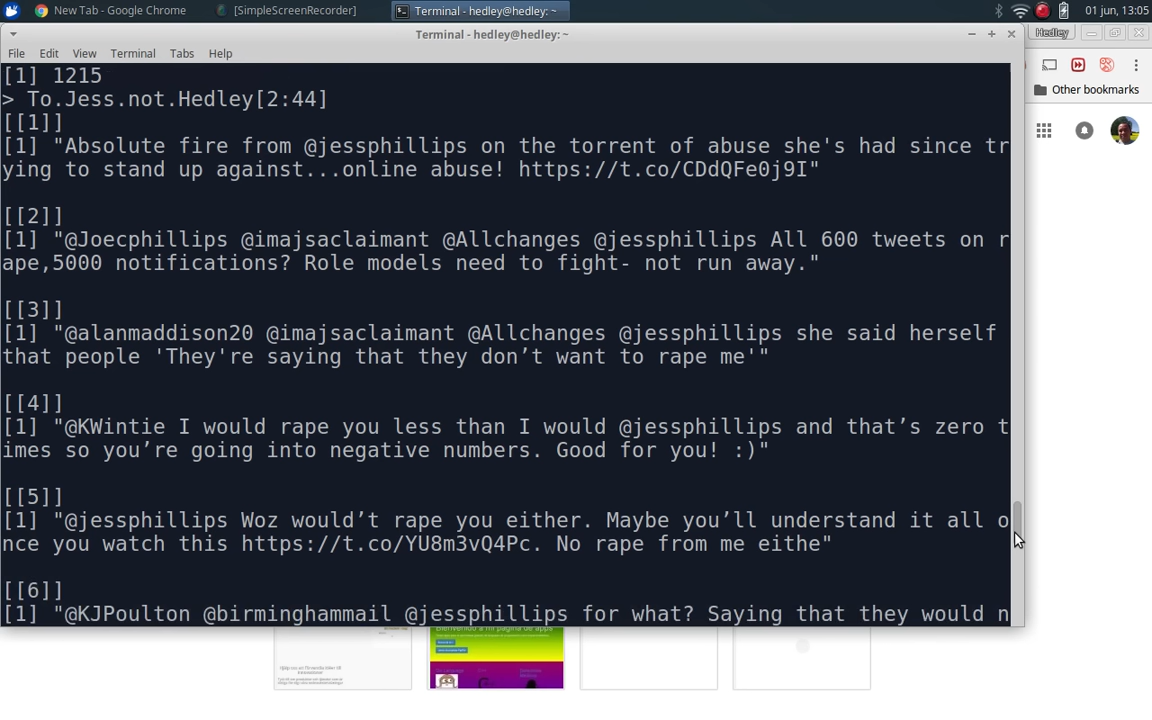 New Tab - Google Chrome
[SimpleScreenRecorder]
Terminal - hedley@hedley: ~
01 jun, 13:05
Terminal - hedley@hedley: ~
Hedley
File Edit View Terminal Tabs Help
Other bookmarks
[1] 1215
> To.Jess.not.Hedley[2:44]
[[1]]
[1] "Absolute fire from @jessphillips on the torrent of abuse she's had since tr
ying to stand up against...online abuse! https://t.co/CDdQFe0j9I"
[[2]]
[1] "@Joecphillips @imajsaclaimant @Allchanges @jessphillips All 600 tweets on r
ape,5000 notifications? Role models need to fight- not run away."
[[3]]
[1] "@alanmaddison20 @imajsaclaimant @Allchanges @jessphillips she said herself
that people 'They're saying that they don’t want to rape me'"
[[4]]
[1] "@KWintie I would rape you less than I would @jessphillips and that’s zero t
imes so you’re going into negative numbers. Good for you! :)"
[[5]]
[1] "@jessphillips Woz would’t rape you either. Maybe you’ll understand it all o
nce you watch this https://t.co/YU8m3vQ4Pc. No rape from me eithe"
[[6]]
[1] "@KJPoulton @birminghammail @jessphillips for what? Saying that they would n